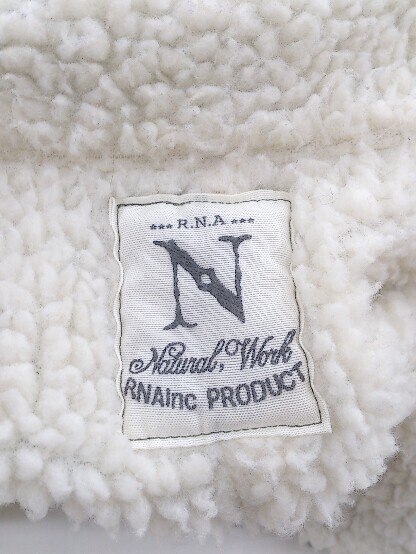 *** R.N.A ***
N
Natural, Work
RNAInc PRODUCT